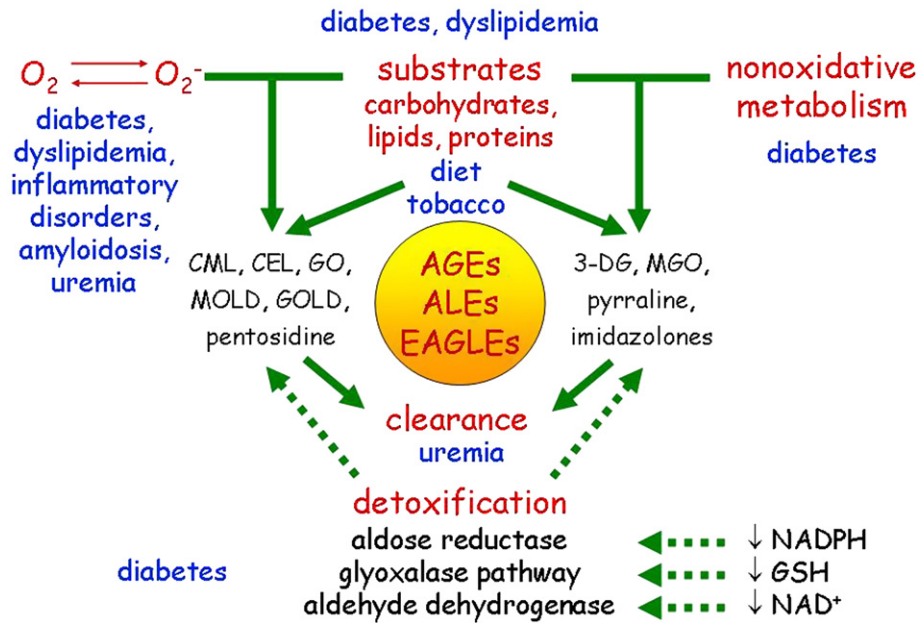 diabetes, dyslipidemia
O₂ ⇌ O₂⁻
diabetes,
dyslipidemia,
inflammatory
disorders,
amyloidosis,
uremia
substrates
carbohydrates,
lipids, proteins
diet
tobacco
nonoxidative
metabolism
diabetes
CML, CEL, GO,
MOLD, GOLD,
pentosidine
AGEs
ALEs
EAGLEs
3-DG, MGO,
pyrraline,
imidazolones
clearance
uremia
detoxification
aldose reductase
↓ NADPH
diabetes
glyoxalase pathway
↓ GSH
aldehyde dehydrogenase
↓ NAD⁺